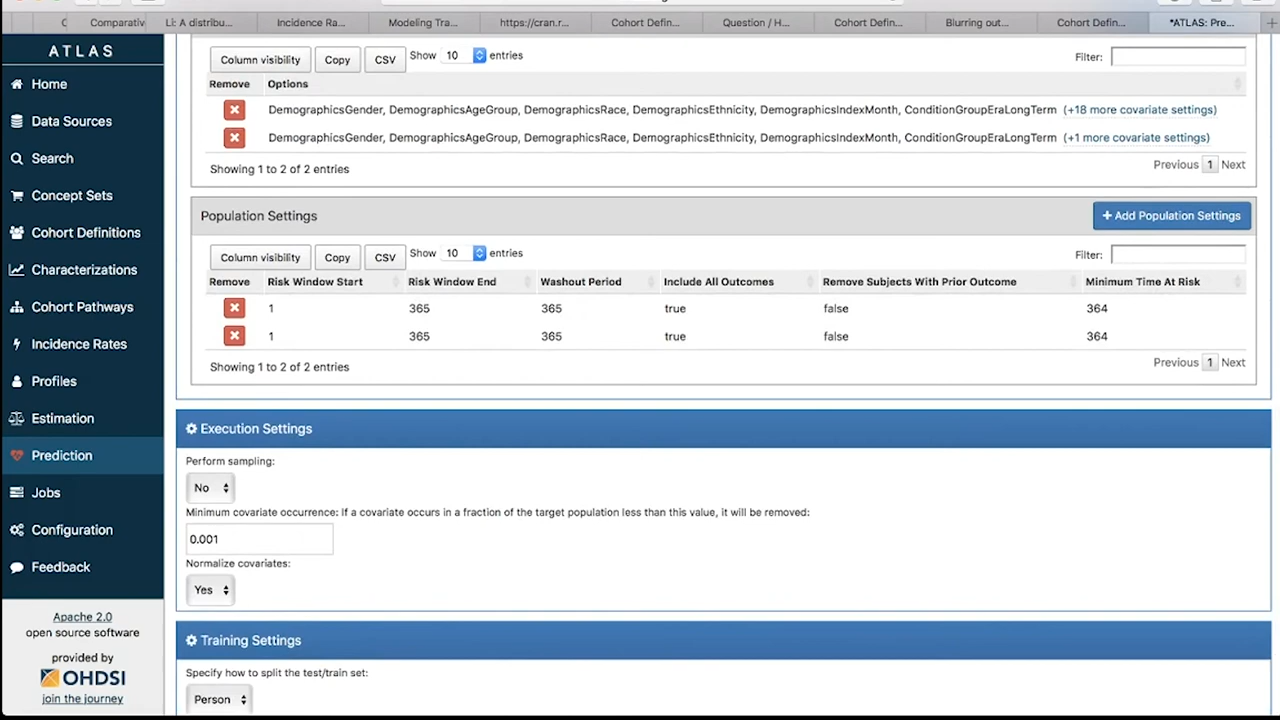 Comparativ
Li: A distribu...
Incidence Ra...
Modeling Tra...
https://cran.r...
Cohort Defin...
Question / H...
Cohort Defin...
Blurring out...
Cohort Defin...
*ATLAS: Pre...
ATLAS
Home
Data Sources
Search
Concept Sets
Cohort Definitions
Characterizations
Cohort Pathways
Incidence Rates
Profiles
Estimation
Prediction
Jobs
Configuration
Feedback
Apache 2.0
open source software
provided by
OHDSI
join the journey
Column visibility Copy CSV Show 10 entries Filter:
Remove Options
DemographicsGender, DemographicsAgeGroup, DemographicsRace, DemographicsEthnicity, DemographicsIndexMonth, ConditionGroupEraLongTerm (+18 more covariate settings)
DemographicsGender, DemographicsAgeGroup, DemographicsRace, DemographicsEthnicity, DemographicsIndexMonth, ConditionGroupEraLongTerm (+1 more covariate settings)
Showing 1 to 2 of 2 entries Previous 1 Next
Population Settings + Add Population Settings
Column visibility Copy CSV Show 10 entries Filter:
Remove Risk Window Start Risk Window End Washout Period Include All Outcomes Remove Subjects With Prior Outcome Minimum Time At Risk
1 365 365 true false 364
1 365 365 true false 364
Showing 1 to 2 of 2 entries Previous 1 Next
Execution Settings
Perform sampling:
No
Minimum covariate occurrence: If a covariate occurs in a fraction of the target population less than this value, it will be removed:
0.001
Normalize covariates:
Yes
Training Settings
Specify how to split the test/train set:
Person